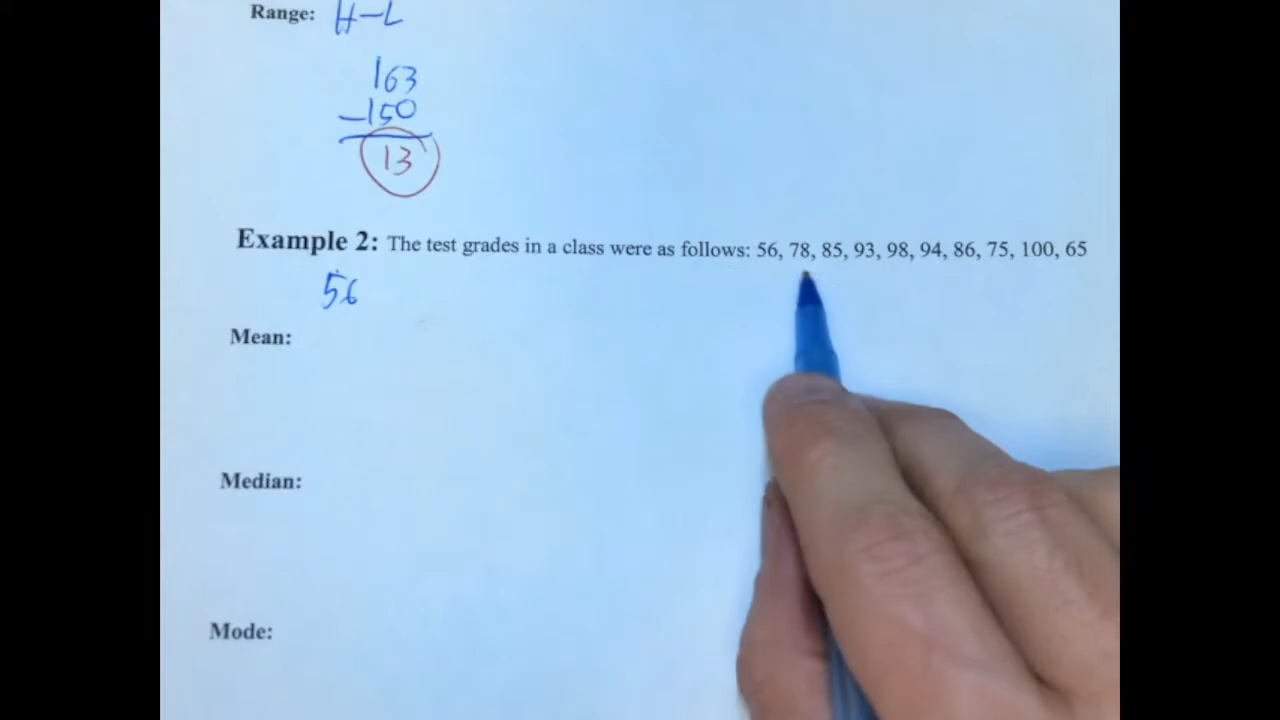 Range: H-L
163
-150
13
Example 2: The test grades in a class were as follows: 56, 78, 85, 93, 98, 94, 86, 75, 100, 65
56
Mean:
Median:
Mode: